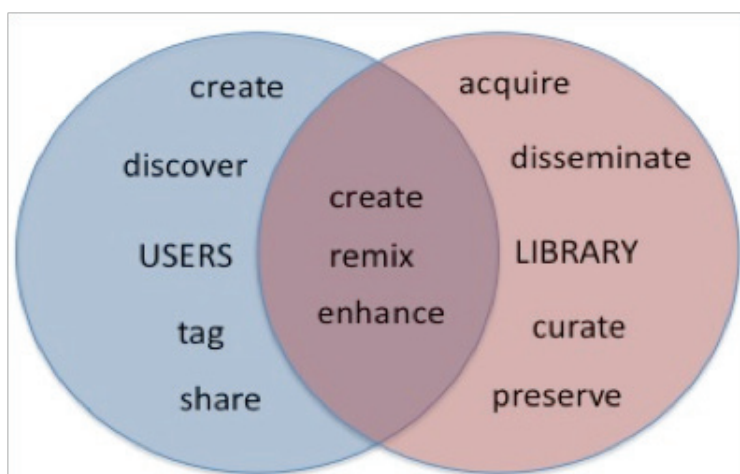 create
discover
USERS
tag
share
create
remix
enhance
acquire
disseminate
LIBRARY
curate
preserve